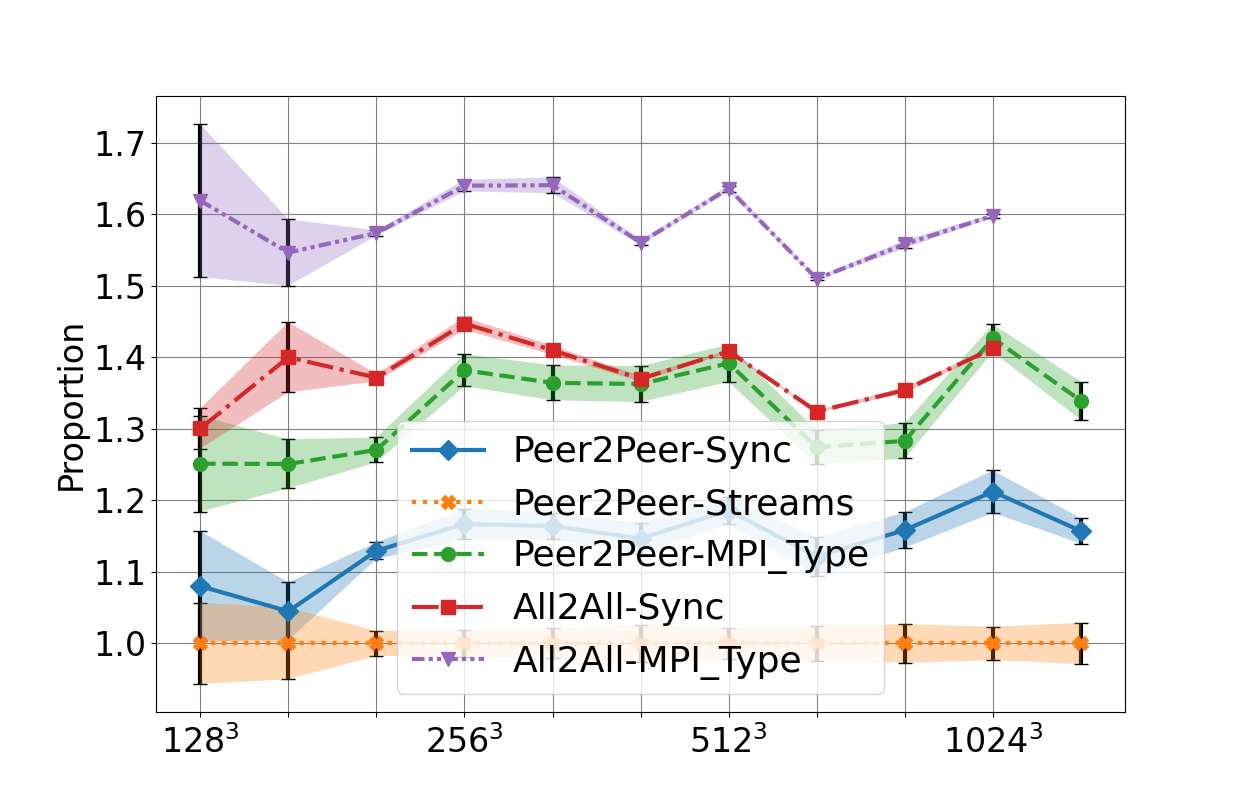 Proportion
1.7
1.6
1.5
1.4
1.3
1.2
1.1
1.0
Peer2Peer-Sync
Peer2Peer-Streams
Peer2Peer-MPI_Type
All2All-Sync
All2All-MPI_Type
128³ 256³ 512³ 1024³